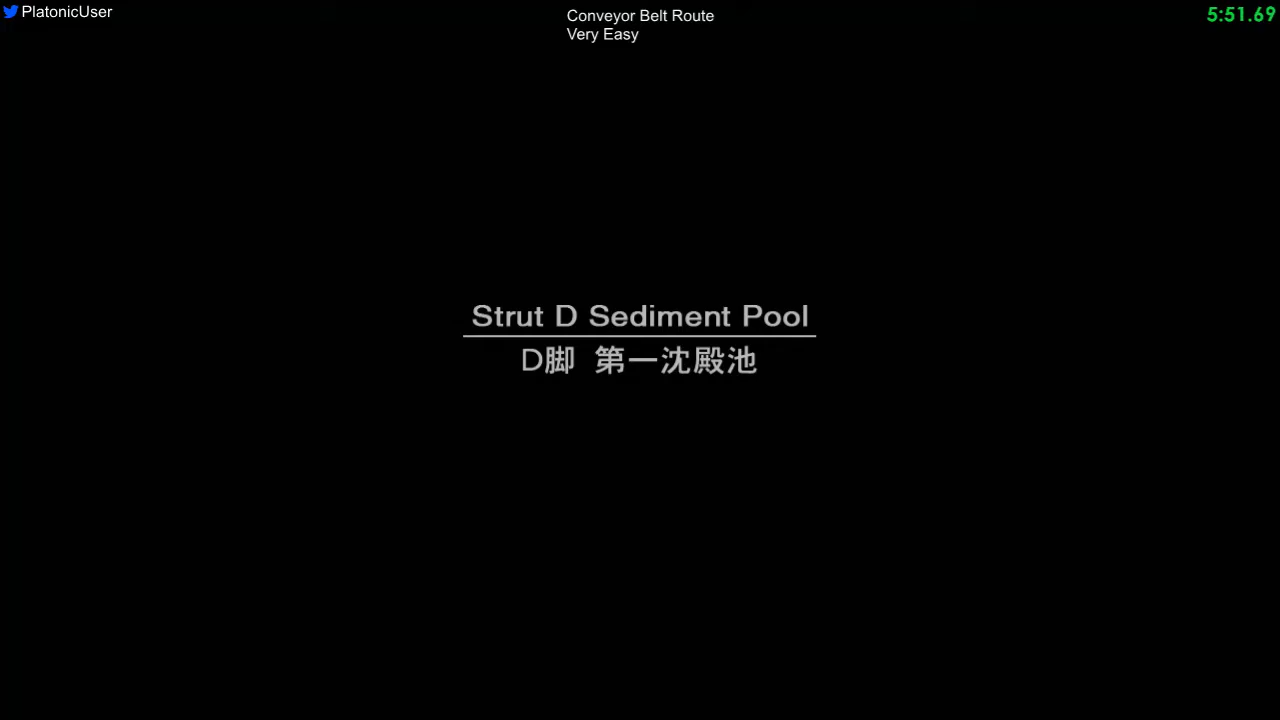 PlatonicUser
Conveyor Belt Route
Very Easy
5:51.69
Strut D Sediment Pool
D脚 第一沈殿池